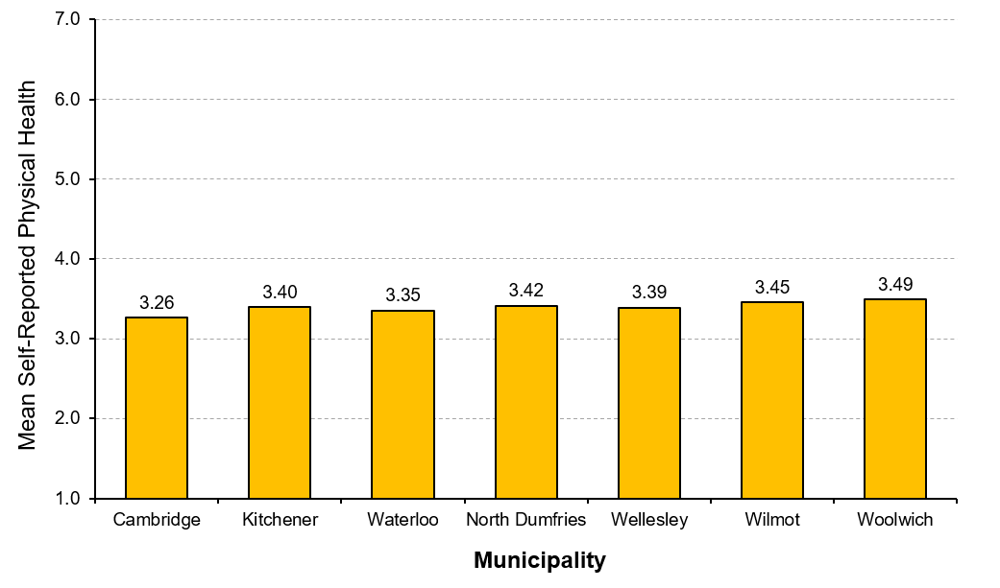 Mean Self-Reported Physical Health
7.0
6.0
5.0
4.0
3.0
2.0
1.0
3.26
3.40
3.35
3.42
3.39
3.45
3.49
Cambridge
Kitchener
Waterloo
North Dumfries
Wellesley
Wilmot
Woolwich
Municipality